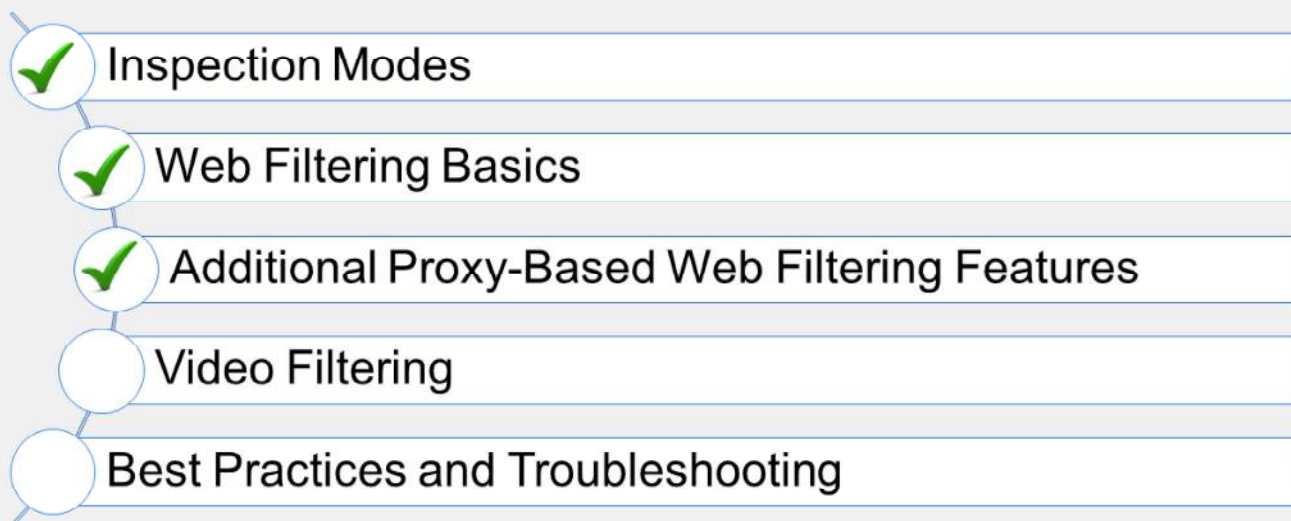 Inspection Modes
Web Filtering Basics
Additional Proxy-Based Web Filtering Features
Video Filtering
Best Practices and Troubleshooting